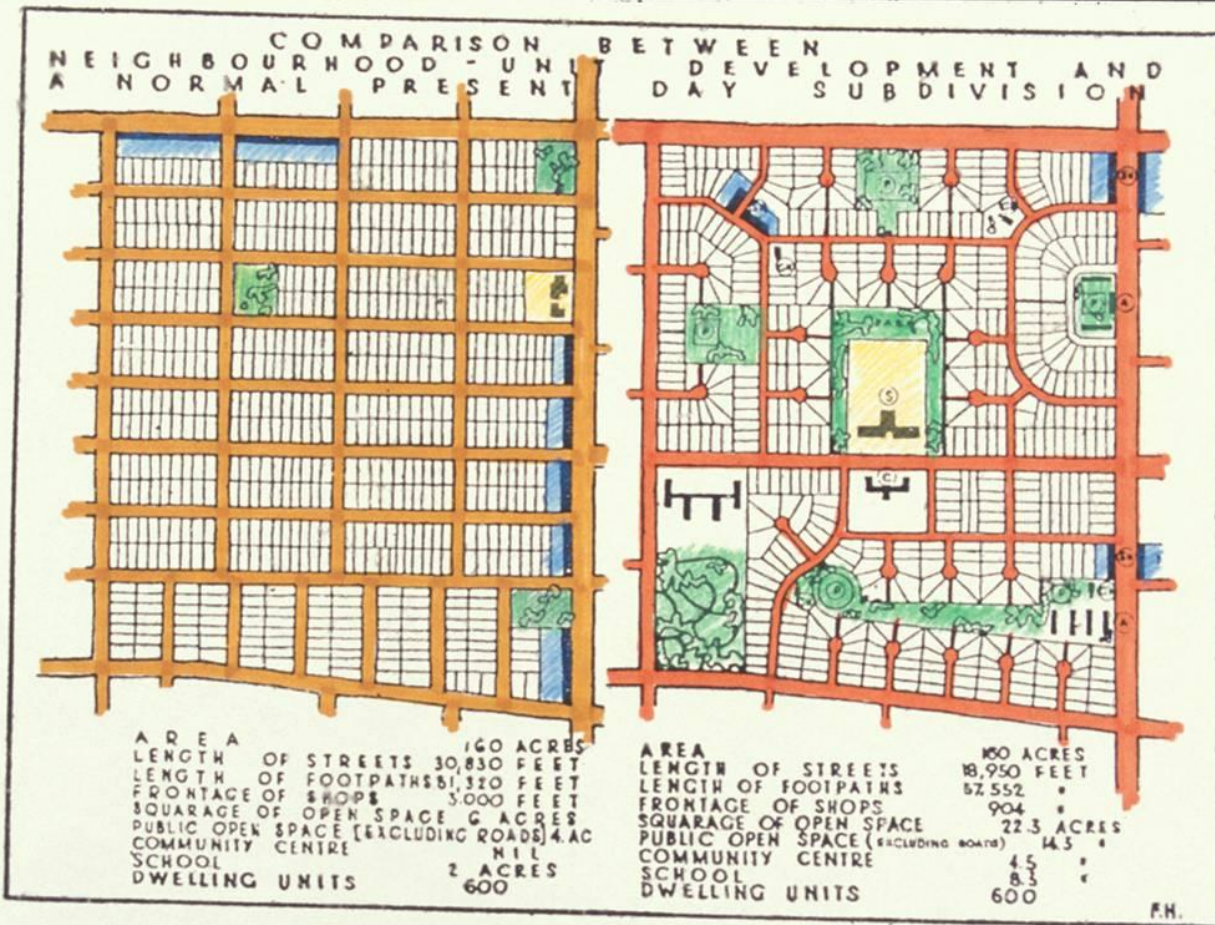 COMPARISON BETWEEN
NEIGHBOURHOOD - UNIT DEVELOPMENT AND
A NORMAL PRESENT DAY SUBDIVISION
PARK
S
C
A
A
AREA 160 ACRES
LENGTH OF STREETS 30,830 FEET
LENGTH OF FOOTPATHS 81,320 FEET
FRONTAGE OF SHOPS 3.000 FEET
SQUARAGE OF OPEN SPACE 6 ACRES
PUBLIC OPEN SPACE [EXCLUDING ROADS] 4. AC
COMMUNITY CENTRE NIL
SCHOOL 2 ACRES
DWELLING UNITS 600
AREA 160 ACRES
LENGTH OF STREETS 18,950 FEET
LENGTH OF FOOTPATHS 57.552 "
FRONTAGE OF SHOPS 904 "
SQUARAGE OF OPEN SPACE 22.3 ACRES
PUBLIC OPEN SPACE (EXCLUDING ROADS) 14.3 "
COMMUNITY CENTRE 4.5 "
SCHOOL 8.3 "
DWELLING UNITS 600
F.H.